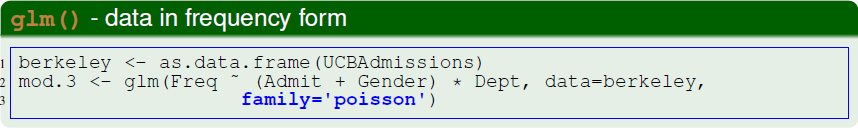 glm() - data in frequency form
1 berkeley <- as.data.frame(UCBAdmissions)
2 mod.3 <- glm(Freq ~ (Admit + Gender) * Dept, data=berkeley,
3 family='poisson')